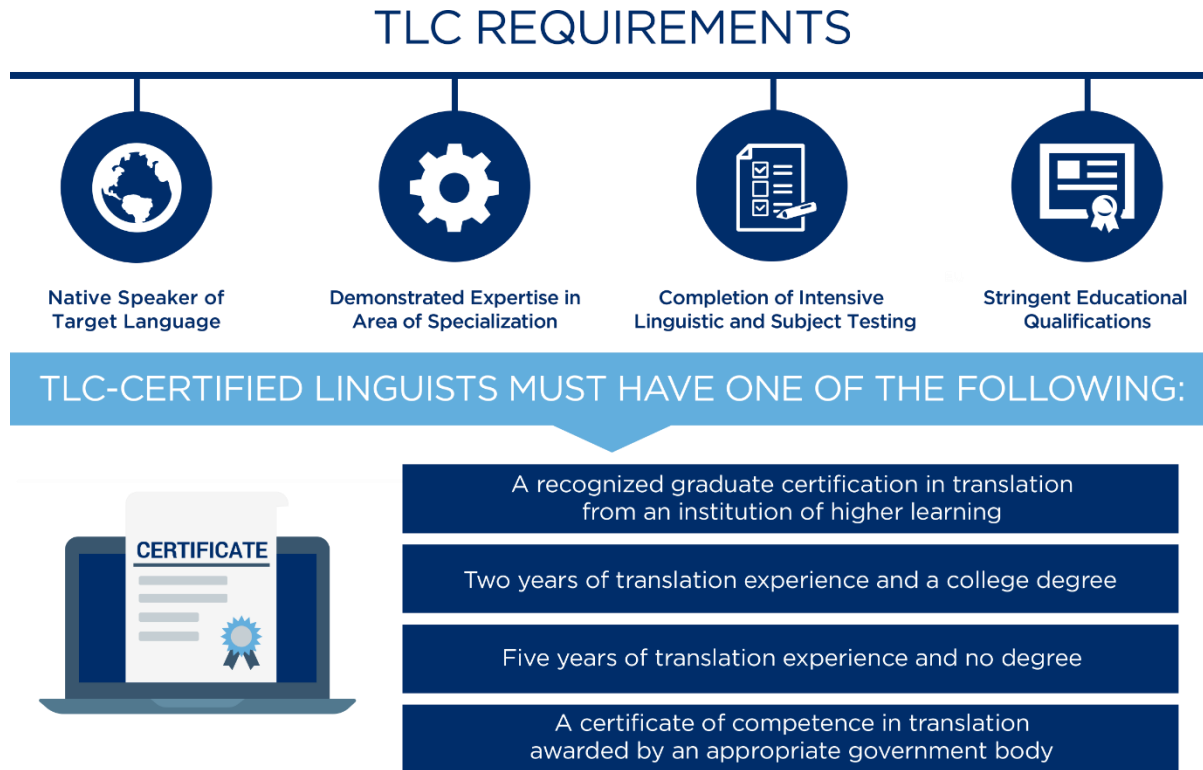 TLC REQUIREMENTS
Native Speaker of
Target Language
Demonstrated Expertise in
Area of Specialization
Completion of Intensive
Linguistic and Subject Testing
Stringent Educational
Qualifications
TLC-CERTIFIED LINGUISTS MUST HAVE ONE OF THE FOLLOWING:
CERTIFICATE
A recognized graduate certification in translation
from an institution of higher learning
Two years of translation experience and a college degree
Five years of translation experience and no degree
A certificate of competence in translation
awarded by an appropriate government body